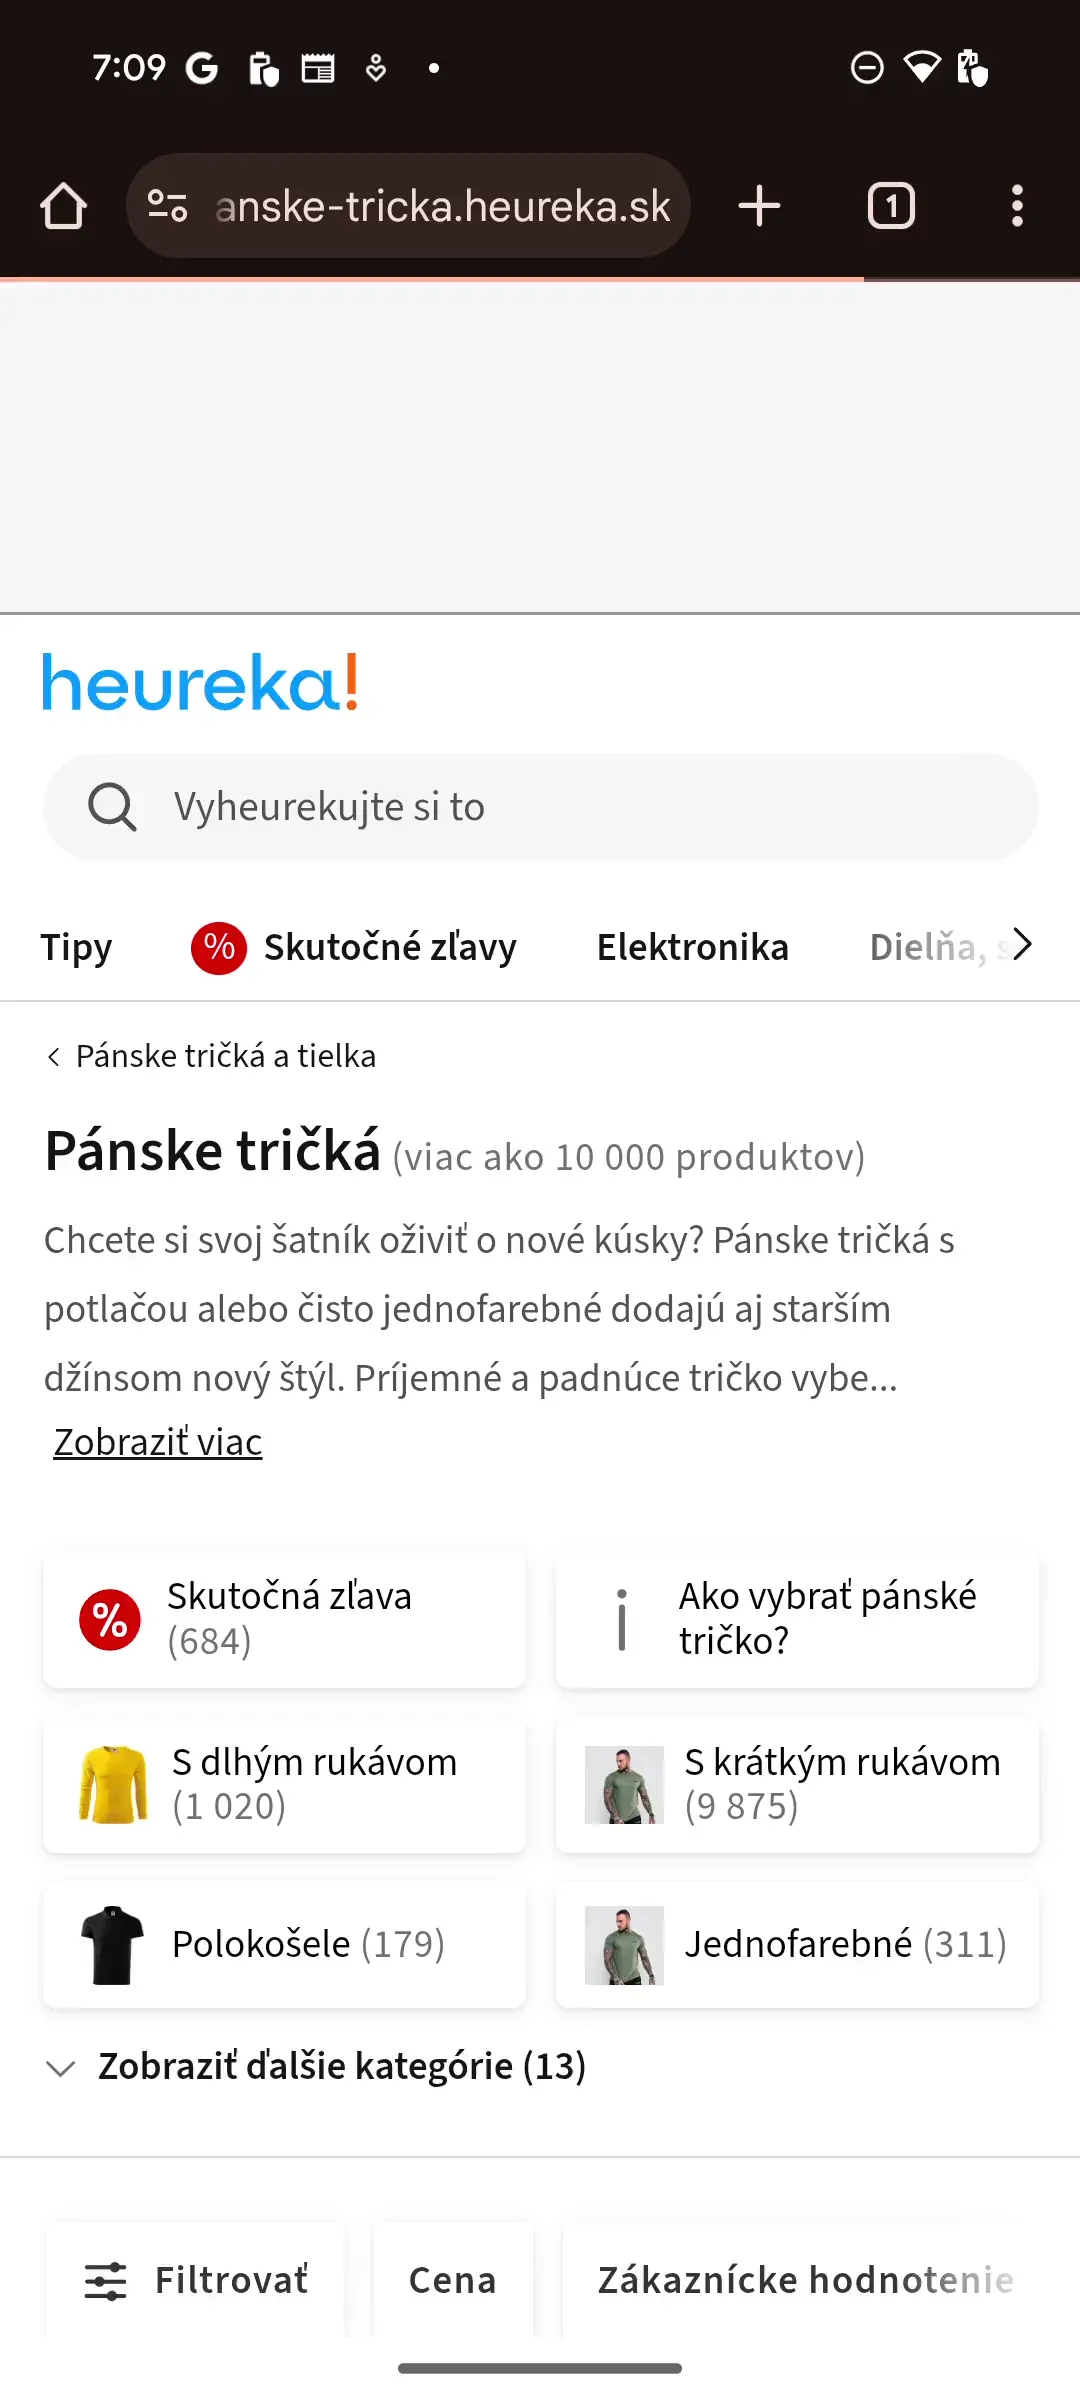 7:09
anske-tricka.heureka.sk
1
heureka!
Vyheurekujte si to
Tipy
% Skutočné zľavy
Elektronika
Dielňa, s
Pánske tričká a tielka
Pánske tričká (viac ako 10 000 produktov)
Chcete si svoj šatník oživiť o nové kúsky? Pánske tričká s
potlačou alebo čisto jednofarebné dodajú aj starším
džínsom nový štýl. Príjemné a padnúce tričko vybe...
Zobraziť viac
% Skutočná zľava
(684)
Ako vybrať pánské
tričko?
S dlhým rukávom
(1 020)
S krátkým rukávom
(9 875)
Polokošele (179)
Jednofarebné (311)
Zobraziť ďalšie kategórie (13)
Filtrovať
Cena
Zákaznícke hodnotenie